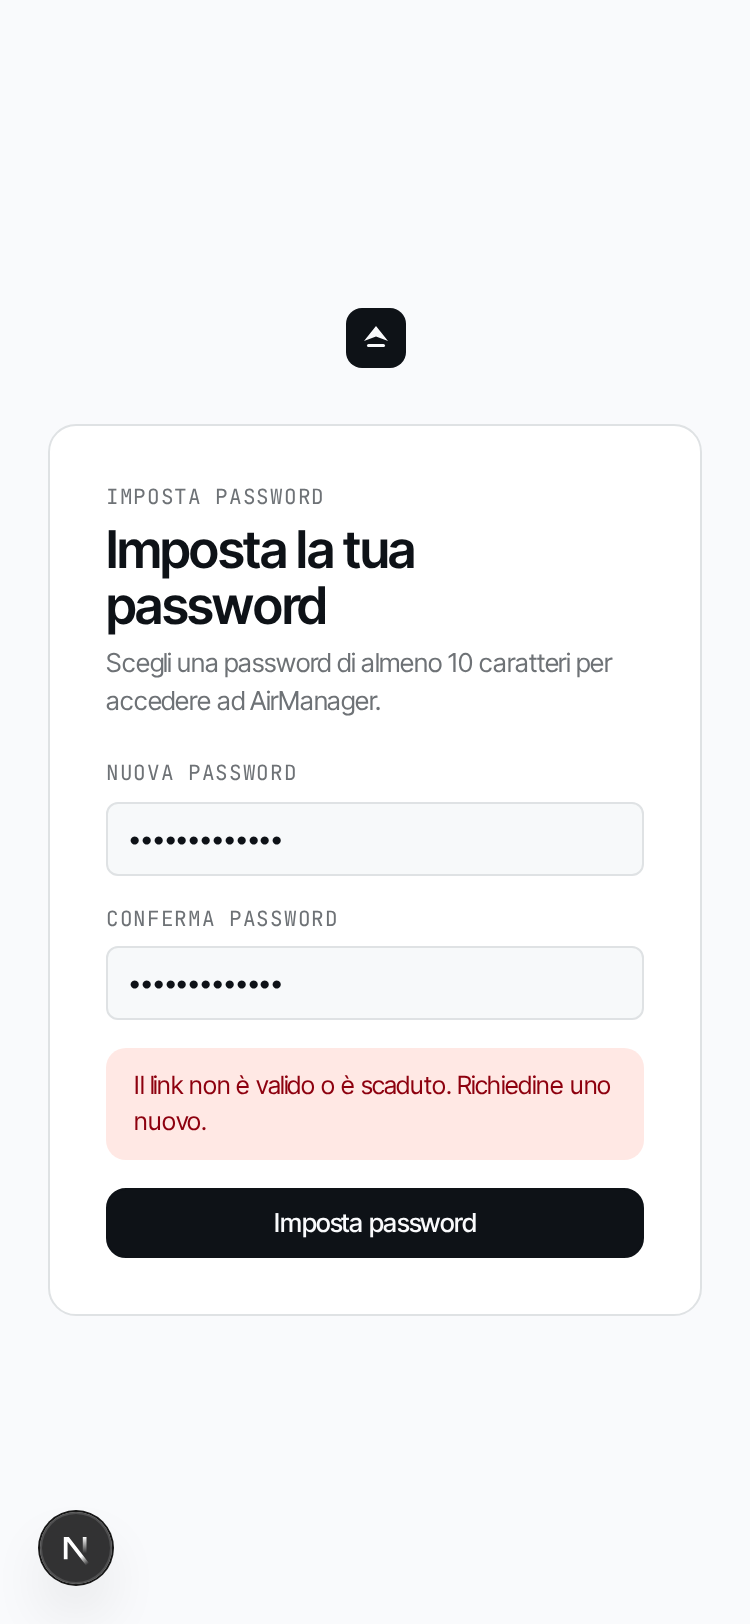 IMPOSTA PASSWORD
Imposta la tua
password
Scegli una password di almeno 10 caratteri per
accedere ad AirManager.
NUOVA PASSWORD
•••••••••••••
CONFERMA PASSWORD
•••••••••••••
Il link non è valido o è scaduto. Richiedine uno
nuovo.
Imposta password
N